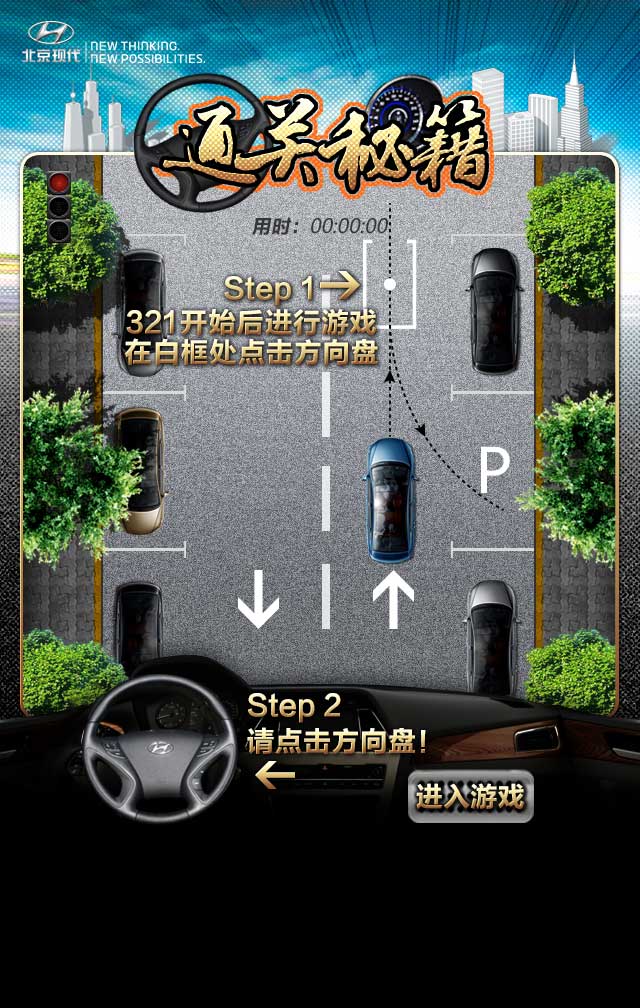 北京现代
NEW THINKING.
NEW POSSIBILITIES.
通关秘籍
用时：00:00:00
Step 1
321开始后进行游戏
在白框处点击方向盘
P
Step 2
请点击方向盘！
进入游戏